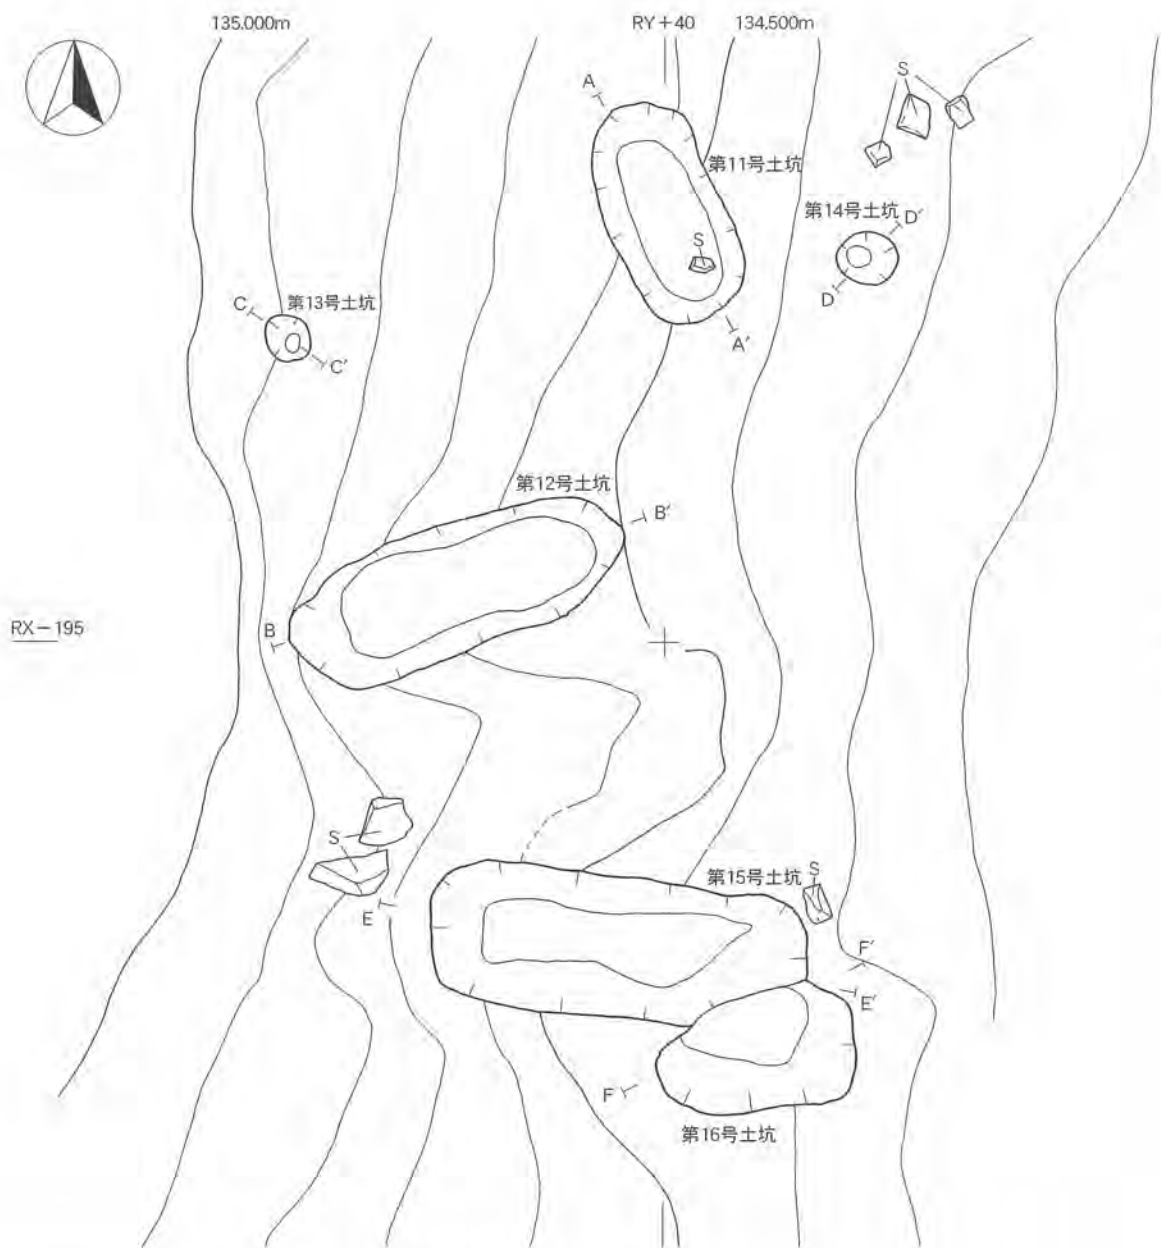 135.000m
RY+40
134.500m
A
S
第11号土坑
第14号土坑
D'
S
D
C
第13号土坑
C'
A'
第12号土坑
B'
RX-195
B
S
E
第15号土坑
S
F'
E'
F
第16号土坑